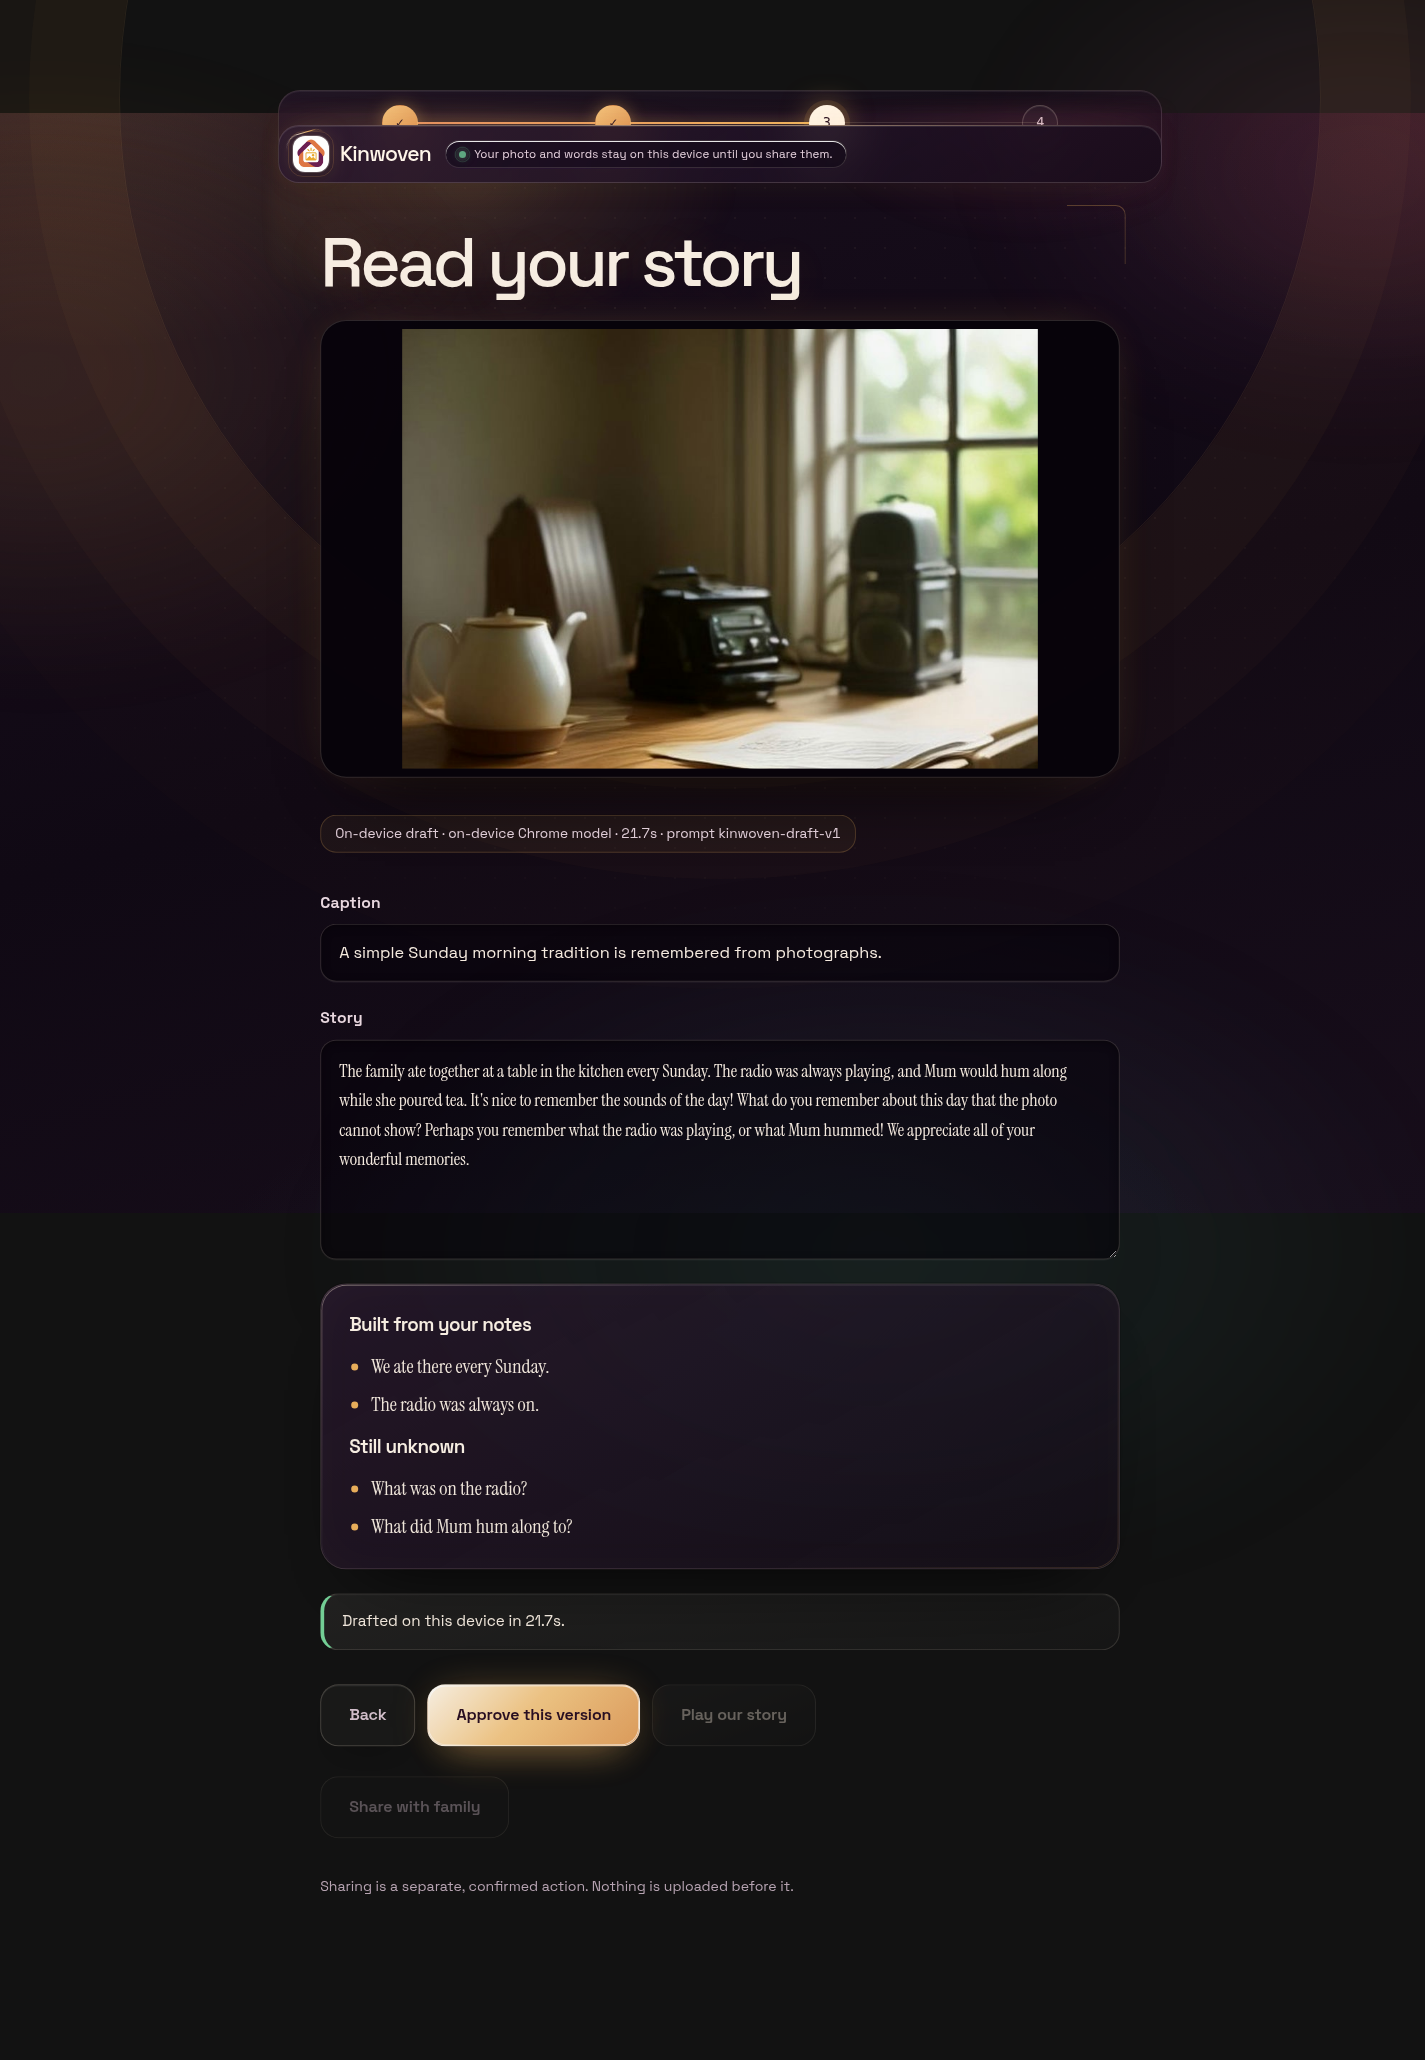 ✓ ✓ 3 4
Kinwoven
Your photo and words stay on this device until you share them.
Read your story
On-device draft · on-device Chrome model · 21.7s · prompt kinwoven-draft-v1
Caption
A simple Sunday morning tradition is remembered from photographs.
Story
The family ate together at a table in the kitchen every Sunday. The radio was always playing, and Mum would hum along
while she poured tea. It's nice to remember the sounds of the day! What do you remember about this day that the photo
cannot show? Perhaps you remember what the radio was playing, or what Mum hummed! We appreciate all of your
wonderful memories.
Built from your notes
We ate there every Sunday.
The radio was always on.
Still unknown
What was on the radio?
What did Mum hum along to?
Drafted on this device in 21.7s.
Back
Approve this version
Play our story
Share with family
Sharing is a separate, confirmed action. Nothing is uploaded before it.